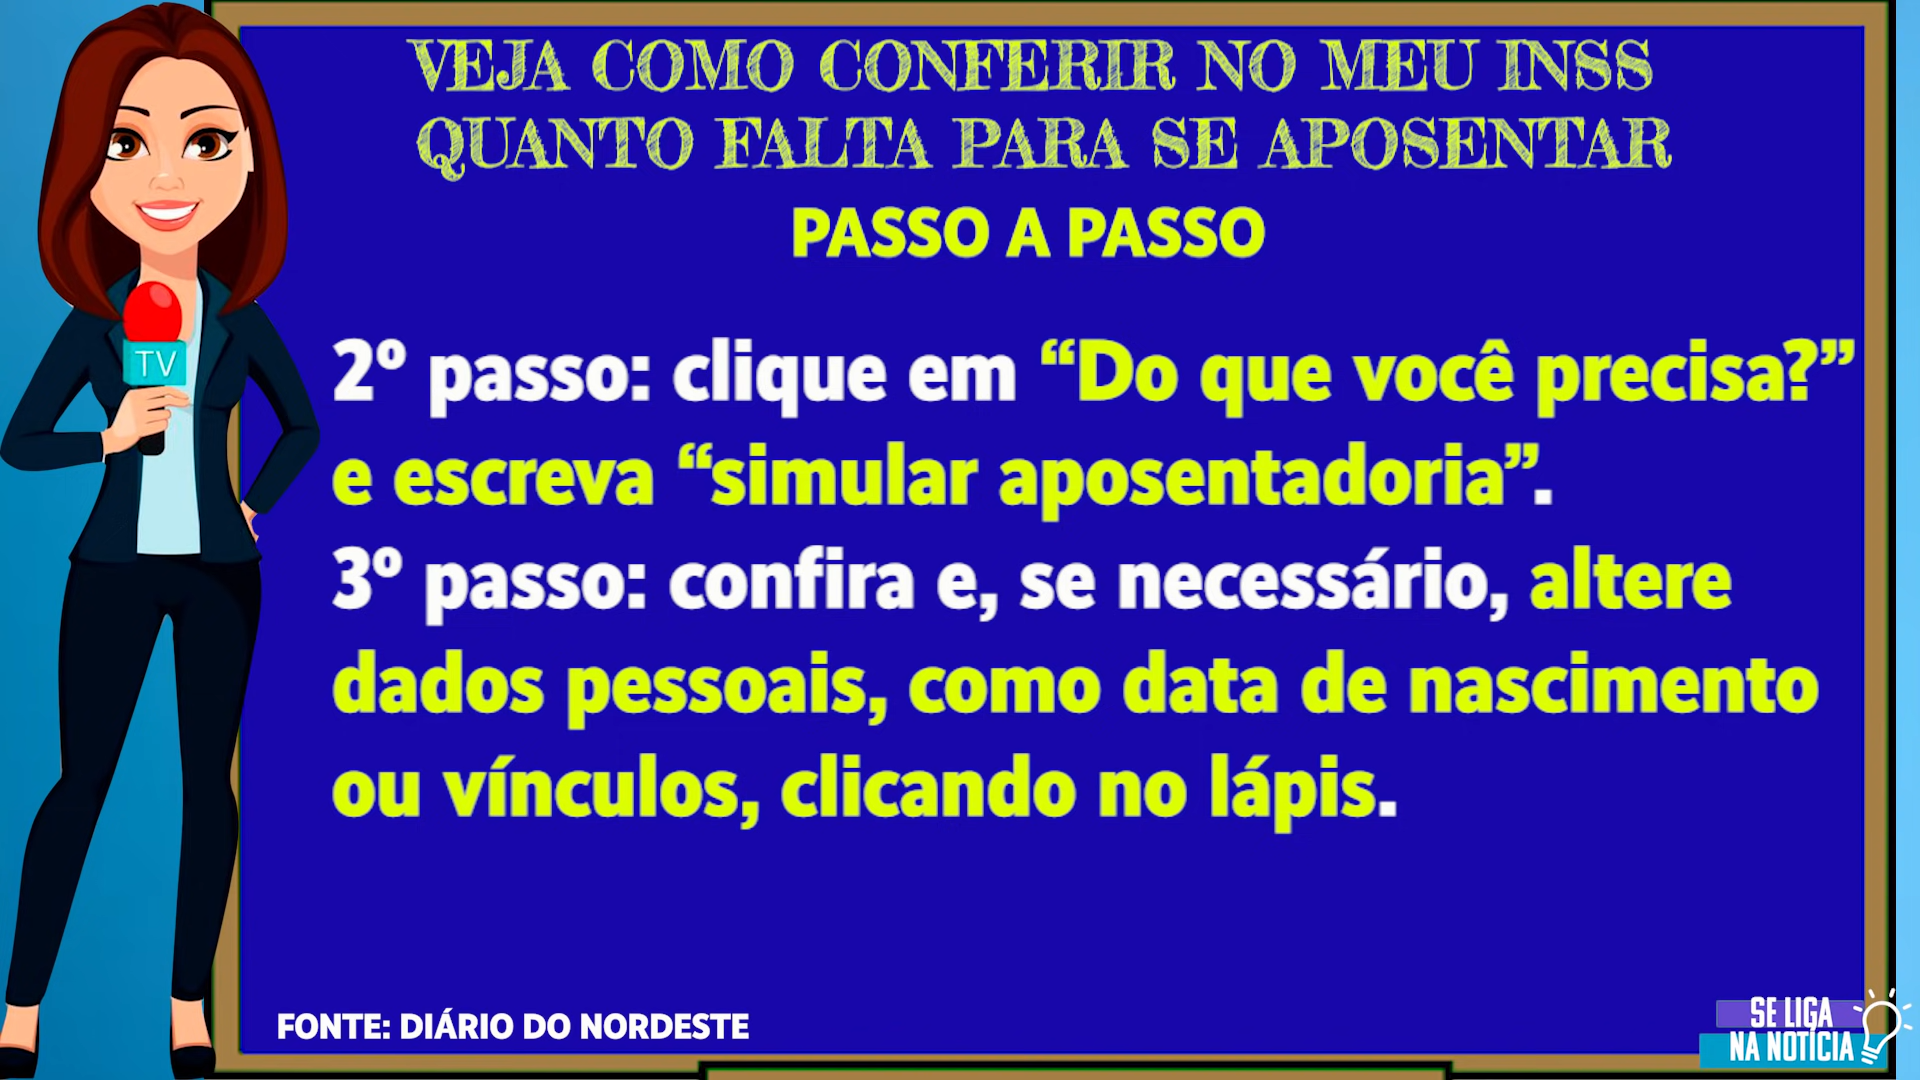 VEJA COMO CONFERIR NO MEU INSS
QUANTO FALTA PARA SE APOSENTAR
PASSO A PASSO
TV
2º passo: clique em “Do que você precisa?”
e escreva “simular aposentadoria”.
3º passo: confira e, se necessário, altere
dados pessoais, como data de nascimento
ou vínculos, clicando no lápis.
FONTE: DIÁRIO DO NORDESTE
SE LIGA
NA NOTÍCIA